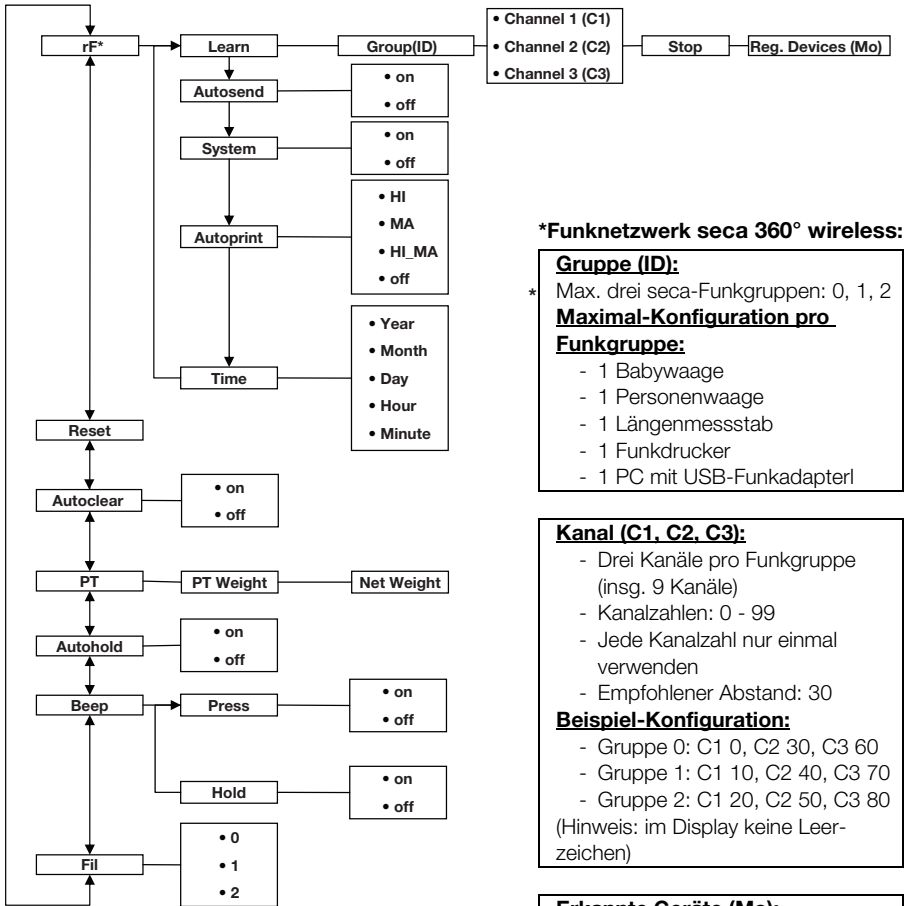 rF*
Learn
Group(ID)
• Channel 1 (C1)
• Channel 2 (C2)
• Channel 3 (C3)
Stop
Reg. Devices (Mo)
Autosend
• on
• off
System
• on
• off
Autoprint
• HI
• MA
• HI_MA
• off
Time
• Year
• Month
• Day
• Hour
• Minute
Reset
Autoclear
• on
• off
PT
PT Weight
Net Weight
Autohold
• on
• off
Beep
Press
• on
• off
Hold
• on
• off
Fil
• 0
• 1
• 2
*Funknetzwerk seca 360° wireless:
Gruppe (ID):
* Max. drei seca-Funkgruppen: 0, 1, 2
Maximal-Konfiguration pro
Funkgruppe:
- 1 Babywaage
- 1 Personenwaage
- 1 Längenmessstab
- 1 Funkdrucker
- 1 PC mit USB-Funkadapterl
Kanal (C1, C2, C3):
- Drei Kanäle pro Funkgruppe
(insg. 9 Kanäle)
- Kanalzahlen: 0 - 99
- Jede Kanalzahl nur einmal
verwenden
- Empfohlener Abstand: 30
Beispiel-Konfiguration:
- Gruppe 0: C1 0, C2 30, C3 60
- Gruppe 1: C1 10, C2 40, C3 70
- Gruppe 2: C1 20, C2 50, C3 80
(Hinweis: im Display keine Leer-
zeichen)
Erkannte Geräte (Mo):